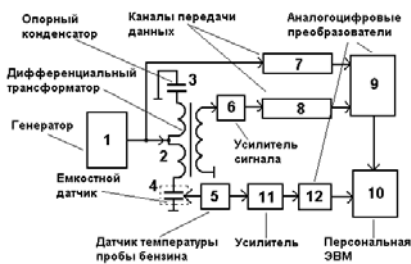 Опорный
конденсатор
Каналы передачи
данных
Аналогоцифровые
преобразователи
Дифференциальный
трансформатор
Генератор
Емкостной
датчик
3
7
9
1
2
6
8
Усилитель
сигнала
4
5
11
12
10
Датчик температуры
пробы бензина
Усилитель
Персональная
ЭВМ